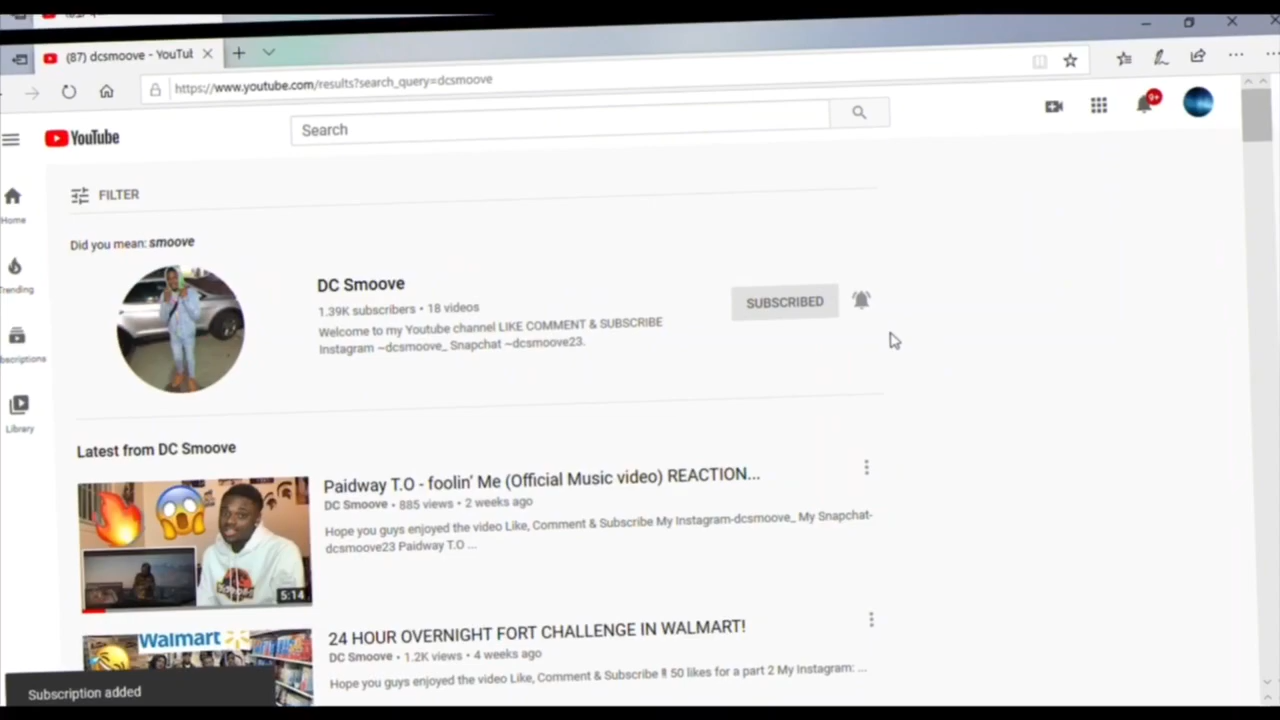 (87) dcsmoove - YouTul
https://www.youtube.com/results?search_query=dcsmoove
YouTube
Search
9+
FILTER
Home
Trending
bscriptions
Library
Did you mean: smoove
DC Smoove
1.39K subscribers • 18 videos
Welcome to my Youtube channel LIKE COMMENT & SUBSCRIBE
Instagram ~dcsmoove_ Snapchat ~dcsmoove23.
SUBSCRIBED
Latest from DC Smoove
Paidway T.O - foolin' Me (Official Music video) REACTION...
DC Smoove • 885 views • 2 weeks ago
Hope you guys enjoyed the video Like, Comment & Subscribe My Instagram-dcsmoove_ My Snapchat-
dcsmoove23 Paidway T.O ...
5:14
Walmart
24 HOUR OVERNIGHT FORT CHALLENGE IN WALMART!
DC Smoove • 1.2K views • 4 weeks ago
Hope you guys enjoyed the video Like, Comment & Subscribe ‼ 50 likes for a part 2 My Instagram: ...
Subscription added